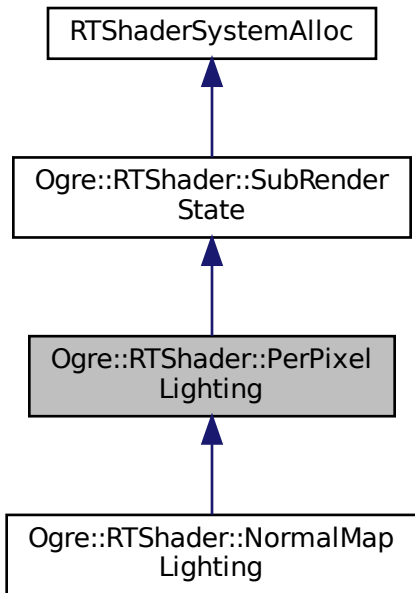 RTShaderSystemAlloc
Ogre::RTShader::SubRender
State
Ogre::RTShader::PerPixel
Lighting
Ogre::RTShader::NormalMap
Lighting